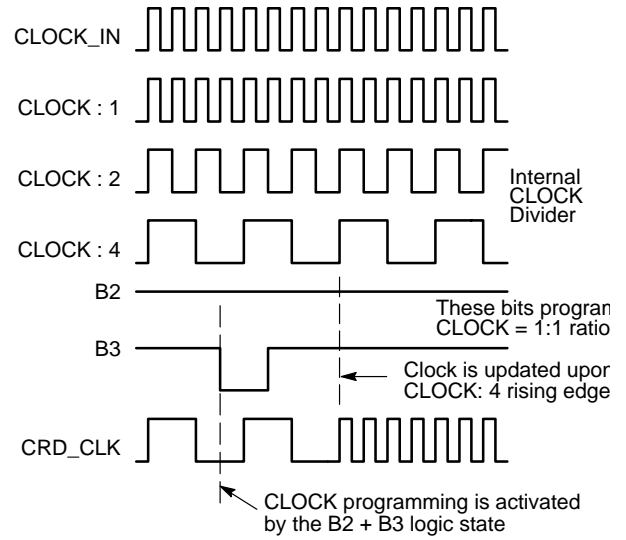 CLOCK_IN
CLOCK : 1
CLOCK : 2
Internal
CLOCK
Divider
CLOCK : 4
B2
These bits program
CLOCK = 1:1 ratio
B3
Clock is updated upon
CLOCK: 4 rising edge
CRD_CLK
CLOCK programming is activated
by the B2 + B3 logic state